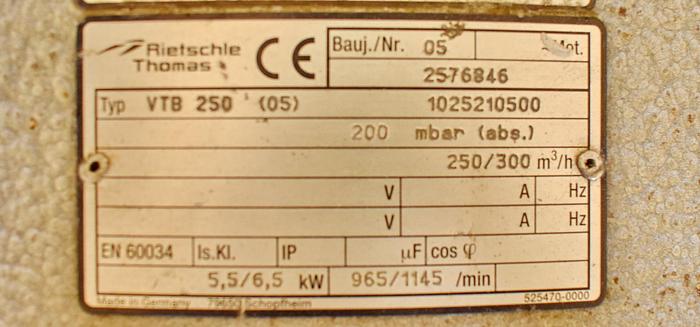 Rietschle
Thomas
CE
Bauj./Nr. 05 ~Mot.
2576846
Typ VTB 250 (05) 1025210500
200 mbar (abs.)
250/300 m³/h
V A Hz
V A Hz
EN 60034 Is.Kl. IP µF cos φ
5,5/6,5 kW 965/1145 /min
Made in Germany 79650 Schopfheim 525470-0000